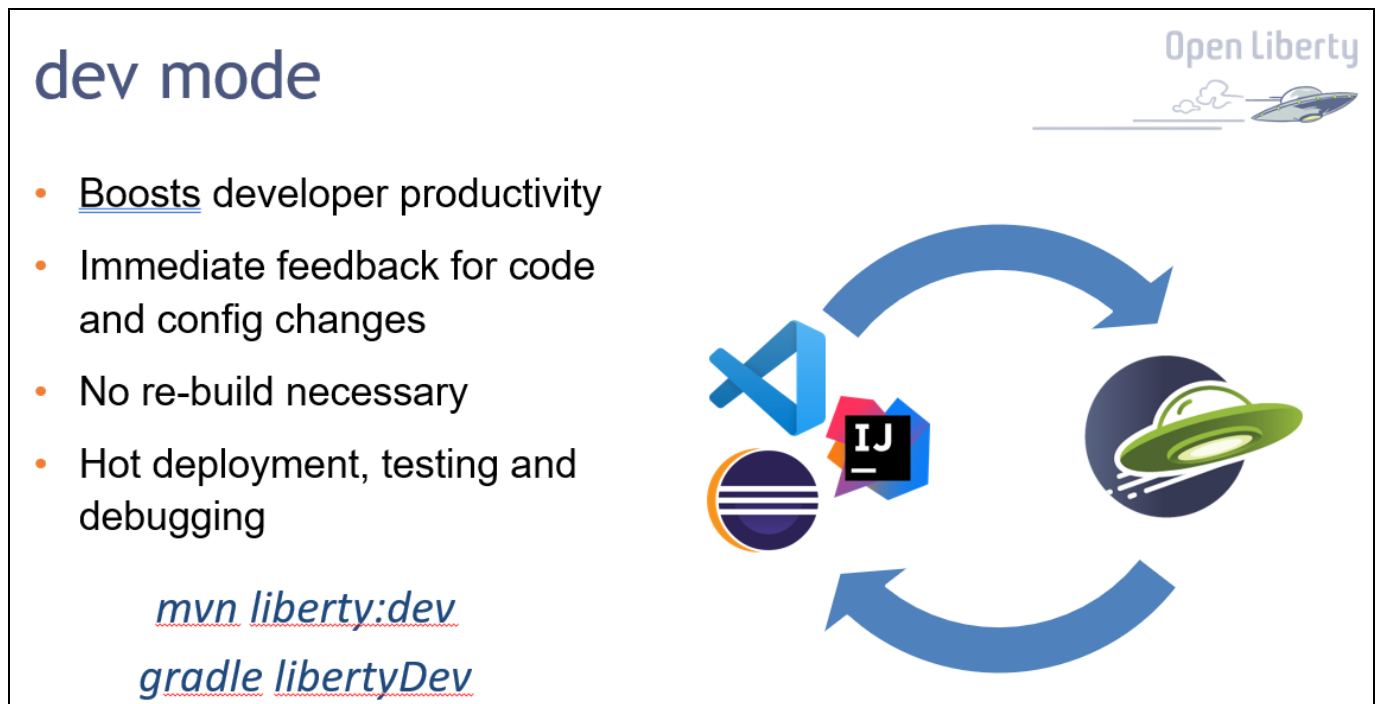 Open Liberty
dev mode
• Boosts developer productivity
• Immediate feedback for code
and config changes
• No re-build necessary
• Hot deployment, testing and
debugging
IJ
mvn liberty:dev
gradle libertyDev